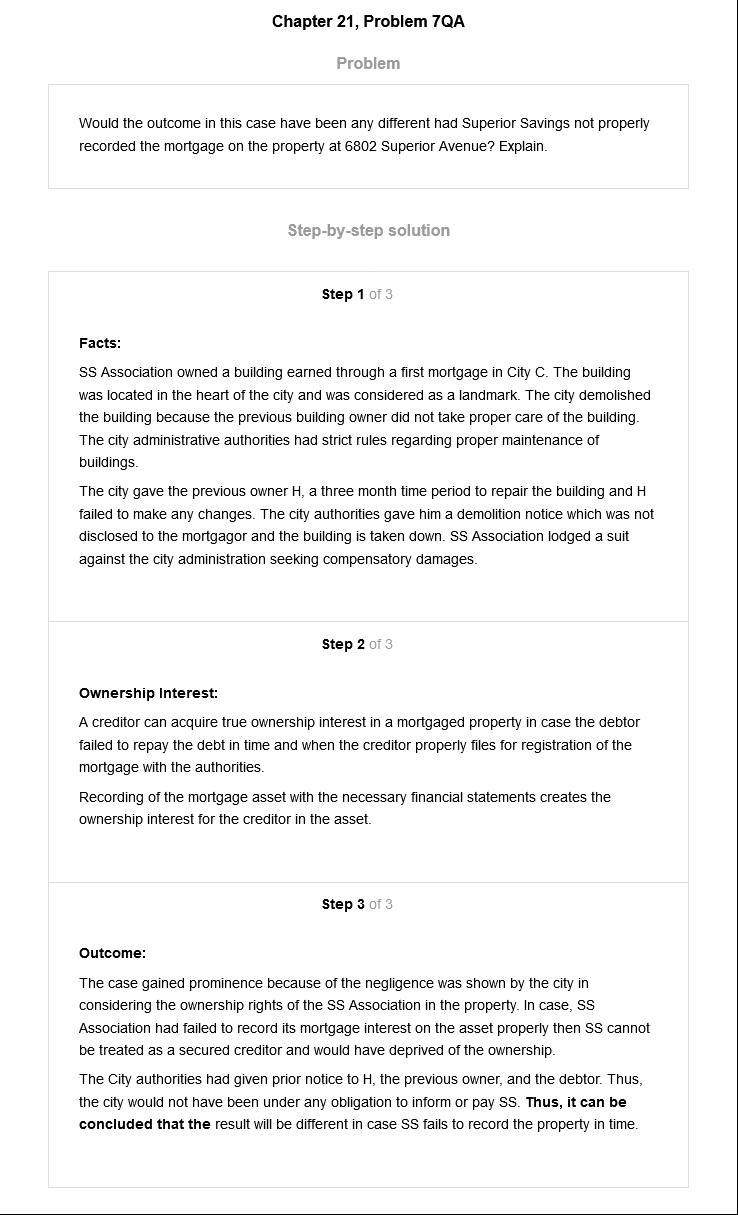 Chapter 21, Problem 7QA
Problem
Would the outcome in this case have been any different had Superior Savings not properly
recorded the mortgage on the property at 6802 Superior Avenue? Explain.
Step-by-step solution
Step 1 of 3
Facts:
SS Association owned a building earned through a first mortgage in City C. The building
was located in the heart of the city and was considered as a landmark. The city demolished
the building because the previous building owner did not take proper care of the building.
The city administrative authorities had strict rules regarding proper maintenance of
buildings.
The city gave the previous owner H, a three month time period to repair the building and H
failed to make any changes. The city authorities gave him a demolition notice which was not
disclosed to the mortgagor and the building is taken down. SS Association lodged a suit
against the city administration seeking compensatory damages.
Step 2 of 3
Ownership Interest:
A creditor can acquire true ownership interest in a mortgaged property in case the debtor
failed to repay the debt in time and when the creditor properly files for registration of the
mortgage with the authorities.
Recording of the mortgage asset with the necessary financial statements creates the
ownership interest for the creditor in the asset.
Step 3 of 3
Outcome:
The case gained prominence because of the negligence was shown by the city in
considering the ownership rights of the SS Association in the property. In case, SS
Association had failed to record its mortgage interest on the asset properly then SS cannot
be treated as a secured creditor and would have deprived of the ownership.
The City authorities had given prior notice to H, the previous owner, and the debtor. Thus,
the city would not have been under any obligation to inform or pay SS. Thus, it can be
concluded that the result will be different in case SS fails to record the property in time.